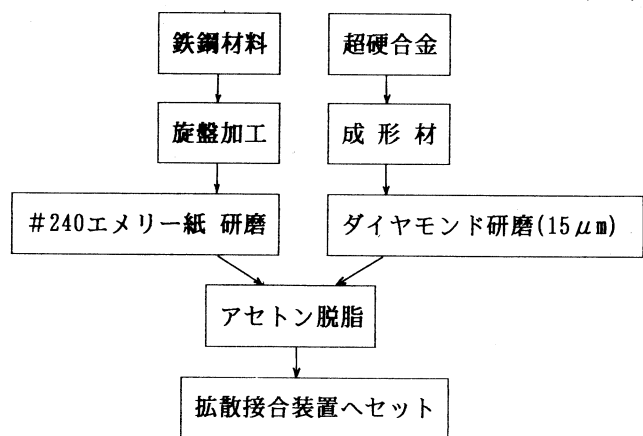 鉄鋼材料
超硬合金
旋盤加工
成 形 材
#240エメリー紙 研磨
ダイヤモンド研磨(15μm)
アセトン脱脂
拡散接合装置へセット